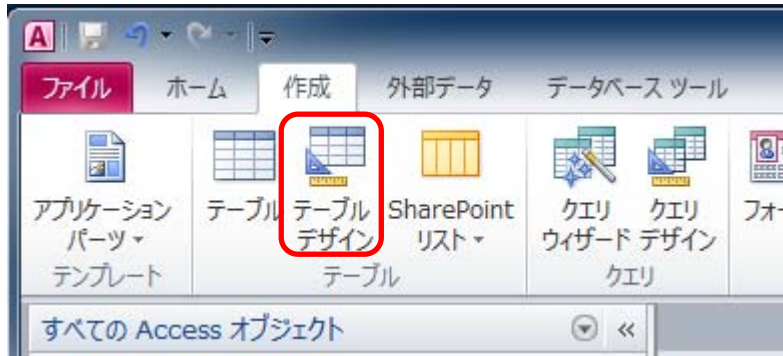 A
ファイル ホーム 作成 外部データ データベース ツール
アプリケーション パーツ
テーブル
テーブル デザイン
SharePoint リスト
クエリ ウィザード
クエリ デザイン
フォー
テンプレート テーブル クエリ
すべての Access オブジェクト